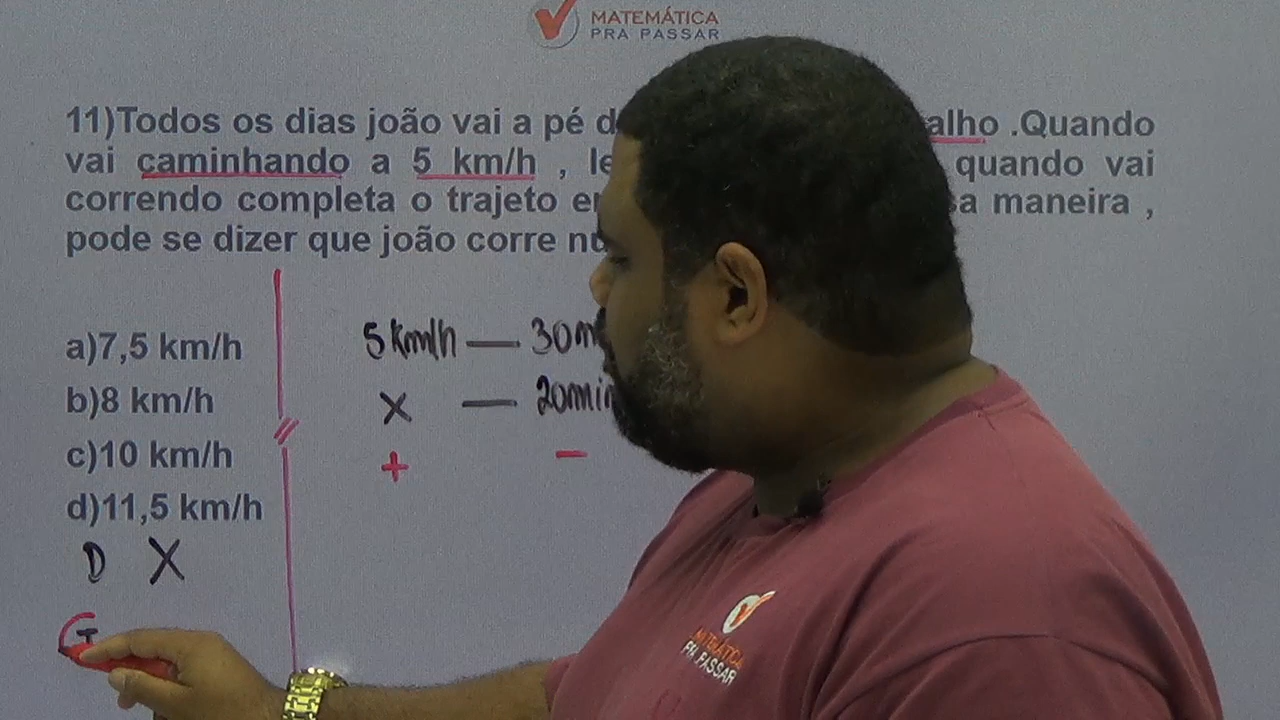 MATEMÁTICA
PRA PASSAR
11)Todos os dias joão vai a pé d alho .Quando
vai caminhando a 5 km/h , le quando vai
correndo completa o trajeto e sa maneira ,
pode se dizer que joão corre nu
a)7,5 km/h
b)8 km/h
c)10 km/h
d)11,5 km/h
5 km/h — 30m
X — 20min
+ −
D X
I
MATEMÁTICA
PRA PASSAR